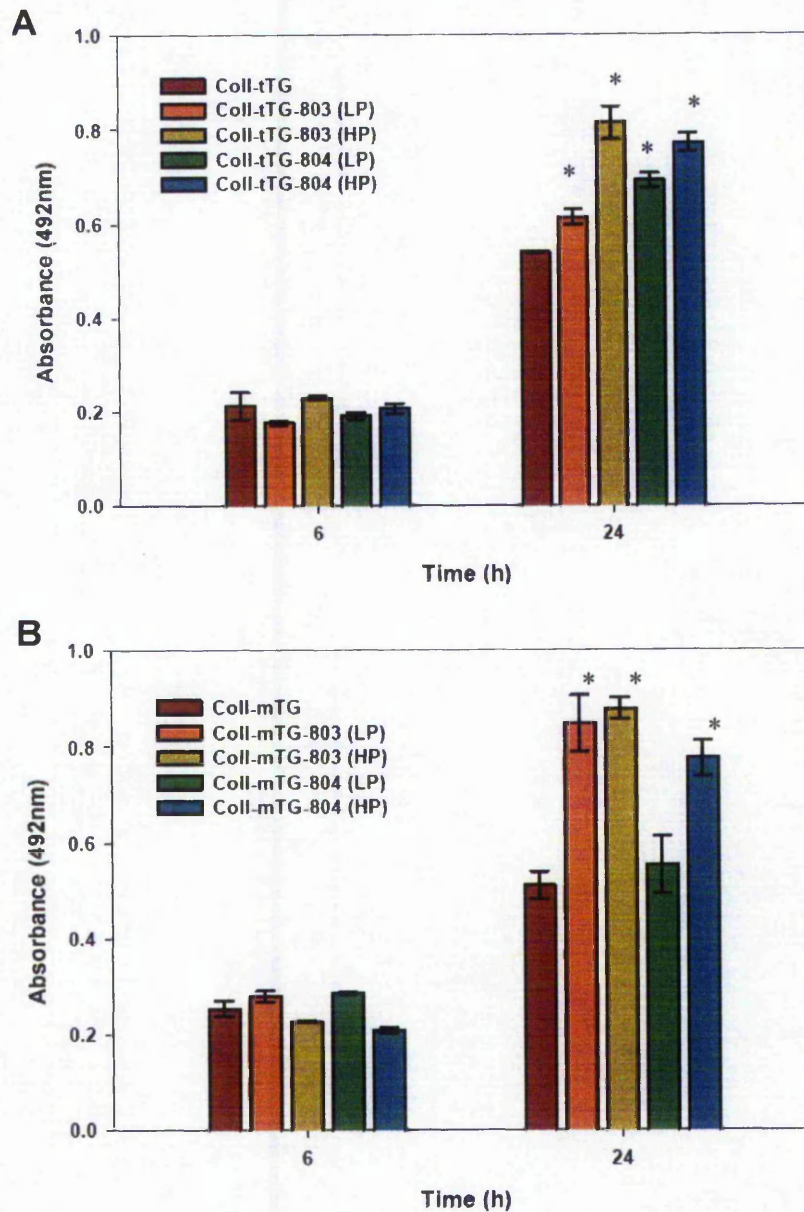 A
1.0
0.8
0.6
0.4
0.2
0.0
Absorbance (492nm)
Coll-tTG
Coll-tTG-803 (LP)
Coll-tTG-803 (HP)
Coll-tTG-804 (LP)
Coll-tTG-804 (HP)
* * * *
6 24
Time (h)
B
1.0
0.8
0.6
0.4
0.2
0.0
Absorbance (492nm)
Coll-mTG
Coll-mTG-803 (LP)
Coll-mTG-803 (HP)
Coll-mTG-804 (LP)
Coll-mTG-804 (HP)
* * *
6 24
Time (h)